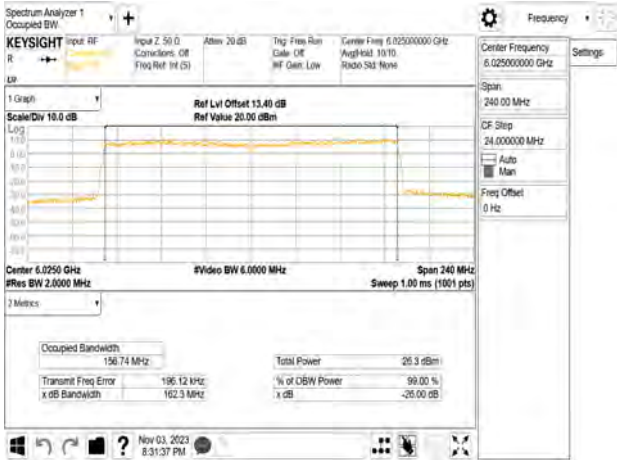 Spectrum Analyzer 1
Occupied BW
Frequency
KEYSIGHT
Input: RF
Input Z: 50 Ω
Atten: 20 dB
Trig: Free Run
Center Freq: 6.025000000 GHz
R
Corrections: Off
Gate: Off
Avg|Hold: 10/10
Freq Ref: Int (S)
#IF Gain: Low
Radio Std: None
Center Frequency
6.025000000 GHz
Settings
Span
240.00 MHz
CF Step
24.000000 MHz
Auto
Man
Freq Offset
0 Hz
1 Graph
Ref Lvl Offset 13.40 dB
Scale/Div 10.0 dB
Ref Value 20.00 dBm
Log
10.0
0.00
Center 6.0250 GHz
#Video BW 6.0000 MHz
Span 240 MHz
#Res BW 2.0000 MHz
Sweep 1.00 ms (1001 pts)
2 Metrics
Occupied Bandwidth
156.74 MHz
Total Power
26.3 dBm
Transmit Freq Error
196.12 kHz
% of OBW Power
99.00 %
x dB Bandwidth
162.3 MHz
x dB
-26.00 dB
Nov 03, 2023
8:31:37 PM